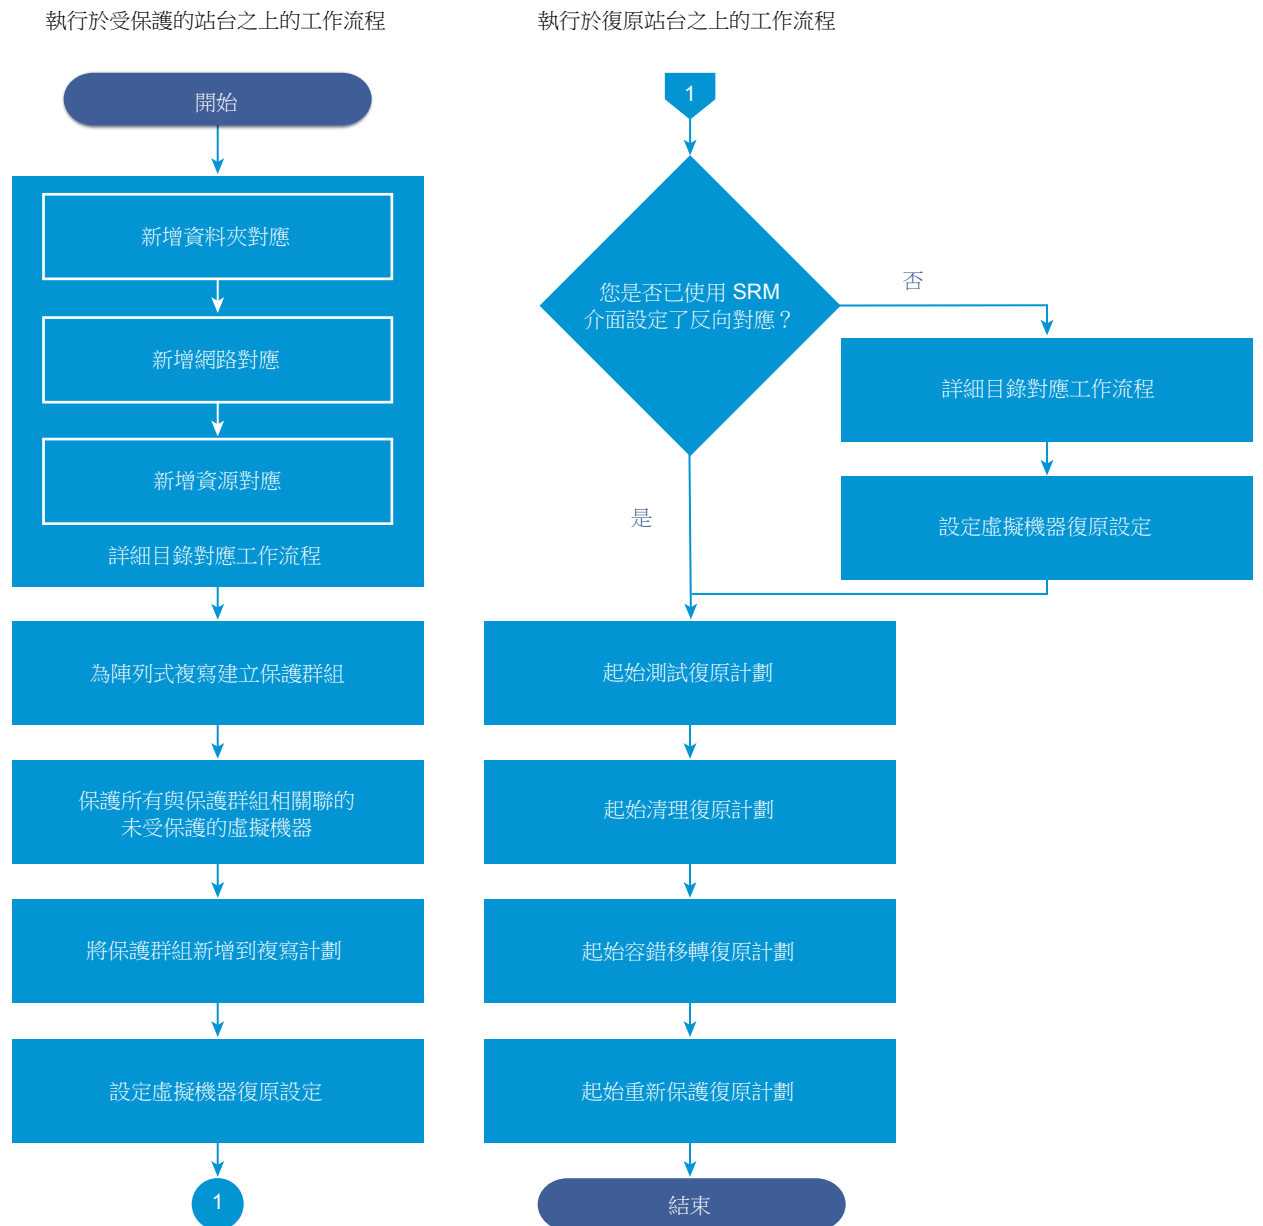 執行於受保護的站台之上的工作流程
開始
新增資料夾對應
新增網路對應
新增資源對應
詳細目錄對應工作流程
為陣列式複寫建立保護群組
保護所有與保護群組相關聯的
未受保護的虛擬機器
將保護群組新增到複寫計劃
設定虛擬機器復原設定
1
執行於復原站台之上的工作流程
1
您是否已使用 SRM
介面設定了反向對應？
否
詳細目錄對應工作流程
設定虛擬機器復原設定
是
起始測試復原計劃
起始清理復原計劃
起始容錯移轉復原計劃
起始重新保護復原計劃
結束